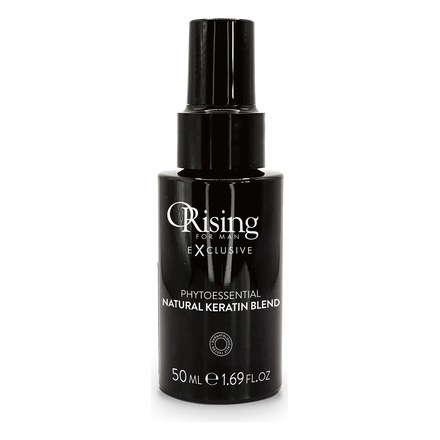 ORising
FOR MAN
EXCLUSIVE
PHYTOESSENTIAL
NATURAL KERATIN BLEND
50 ML ℮ 1.69 FL.OZ